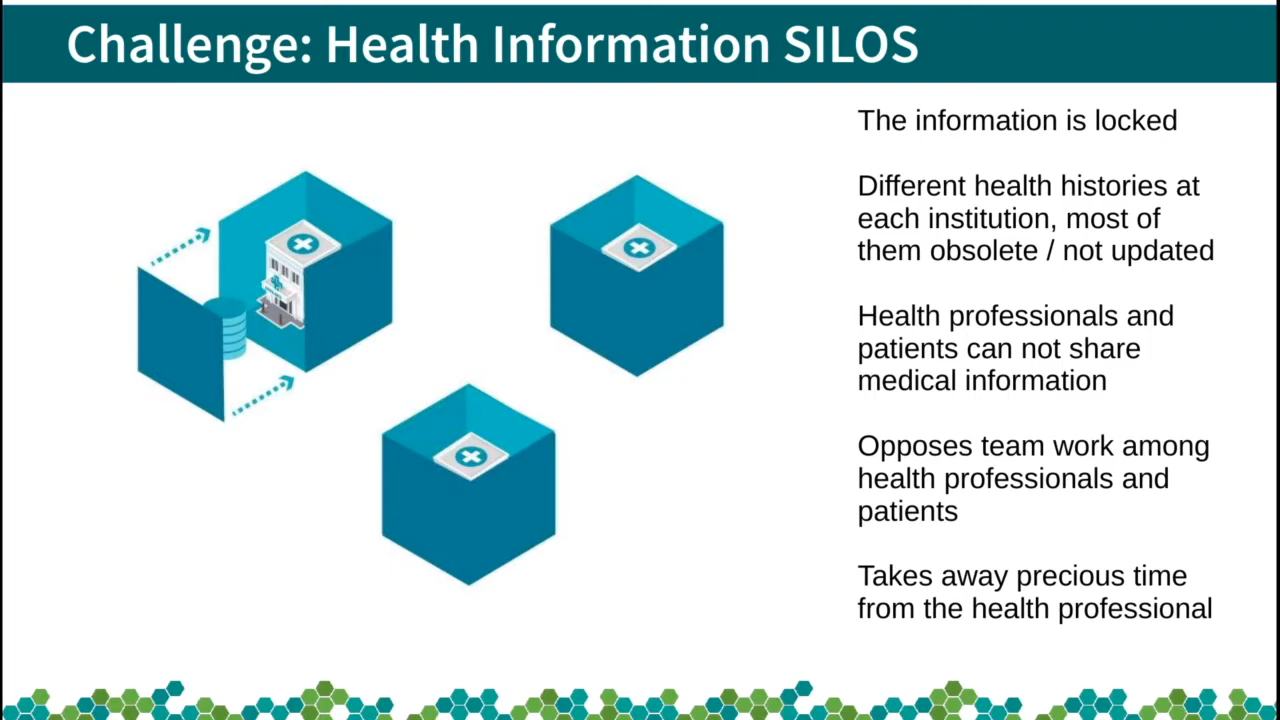 Challenge: Health Information SILOS
The information is locked
Different health histories at
each institution, most of
them obsolete / not updated
Health professionals and
patients can not share
medical information
Opposes team work among
health professionals and
patients
Takes away precious time
from the health professional